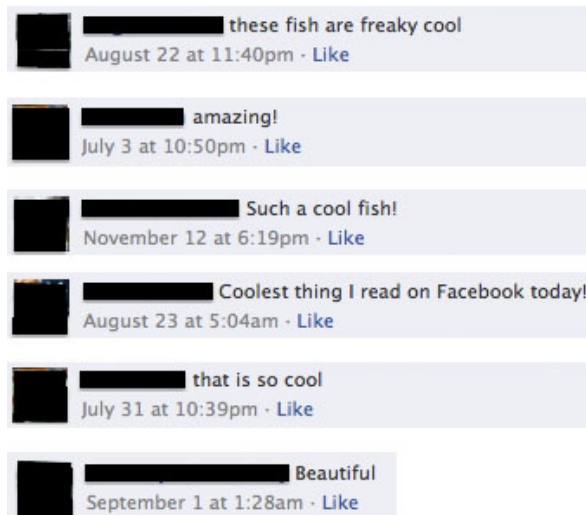 these fish are freaky cool
August 22 at 11:40pm · Like
amazing!
July 3 at 10:50pm · Like
Such a cool fish!
November 12 at 6:19pm · Like
Coolest thing I read on Facebook today!
August 23 at 5:04am · Like
that is so cool
July 31 at 10:39pm · Like
Beautiful
September 1 at 1:28am · Like